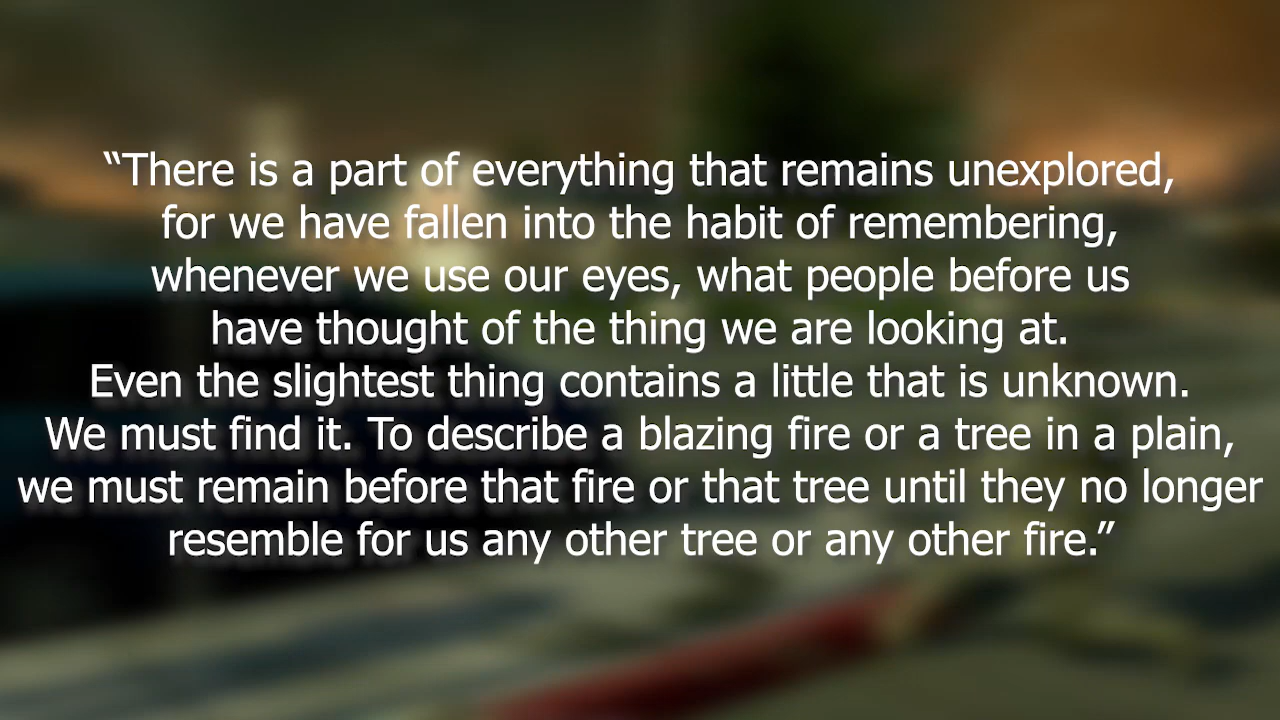 “There is a part of everything that remains unexplored,
for we have fallen into the habit of remembering,
whenever we use our eyes, what people before us
have thought of the thing we are looking at.
Even the slightest thing contains a little that is unknown.
We must find it. To describe a blazing fire or a tree in a plain,
we must remain before that fire or that tree until they no longer
resemble for us any other tree or any other fire.”